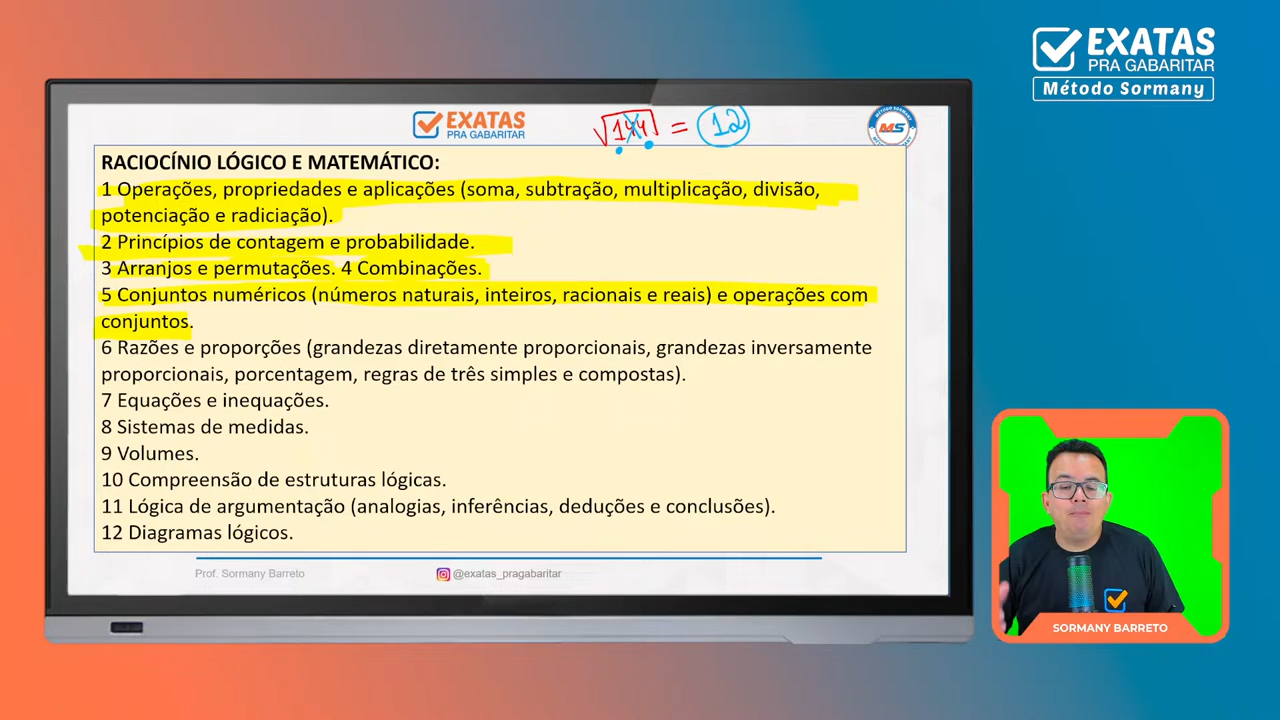 EXATAS
PRA GABARITAR
Método Sormany
EXATAS
PRA GABARITAR
√144 = 12
MÉTODO SORMANY
MS
RACIOCÍNIO LÓGICO E MATEMÁTICO:
1 Operações, propriedades e aplicações (soma, subtração, multiplicação, divisão,
potenciação e radiciação).
2 Princípios de contagem e probabilidade.
3 Arranjos e permutações. 4 Combinações.
5 Conjuntos numéricos (números naturais, inteiros, racionais e reais) e operações com
conjuntos.
6 Razões e proporções (grandezas diretamente proporcionais, grandezas inversamente
proporcionais, porcentagem, regras de três simples e compostas).
7 Equações e inequações.
8 Sistemas de medidas.
9 Volumes.
10 Compreensão de estruturas lógicas.
11 Lógica de argumentação (analogias, inferências, deduções e conclusões).
12 Diagramas lógicos.
Prof. Sormany Barreto
@exatas_pragabaritar
SORMANY BARRETO